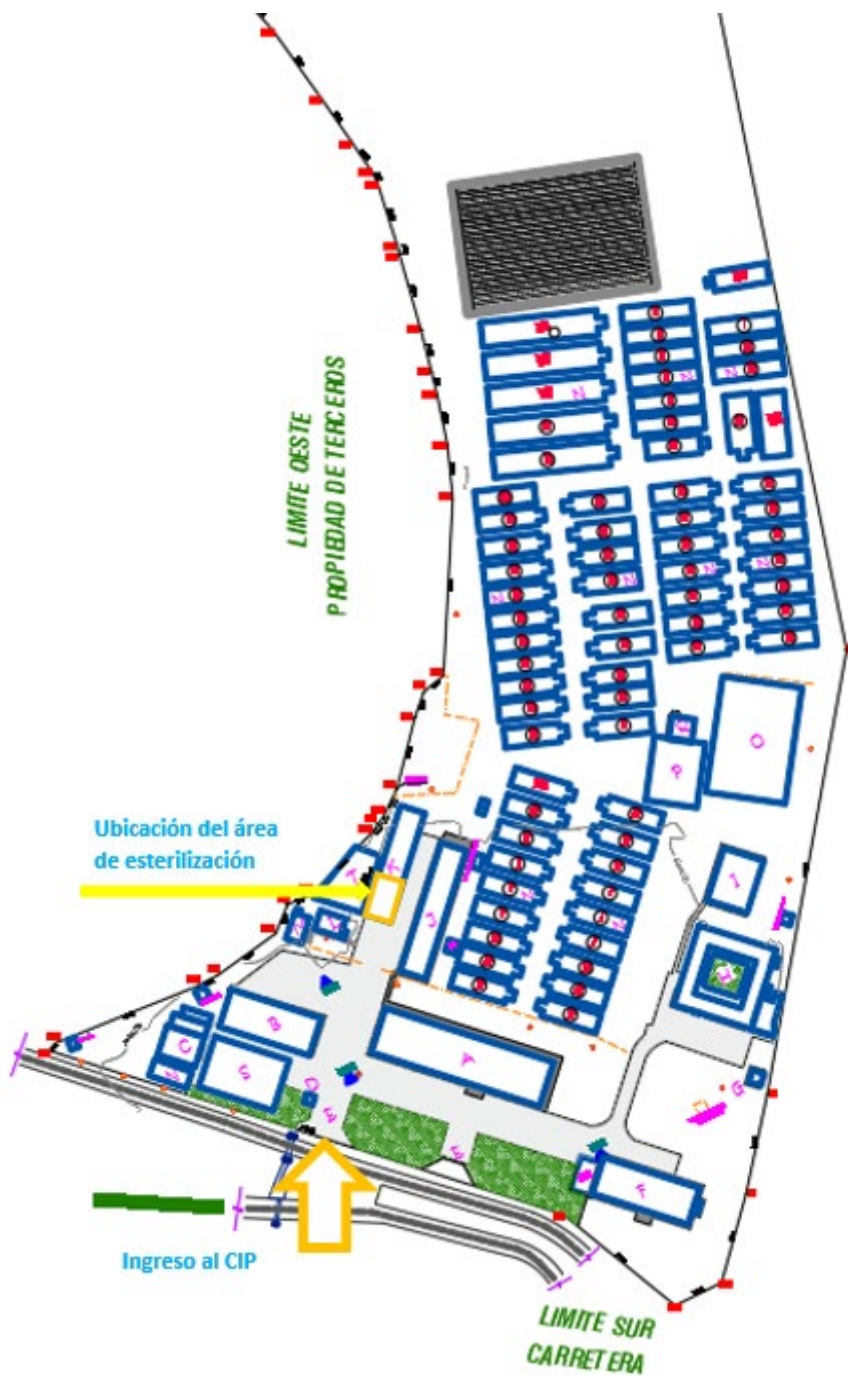 LIMITE OESTE
PROPIEDAD DE TERCEROS
Ubicación del área
de esterilización
O
P
I
T
K
J
H
B
C
S
A
G
F
Ingreso al CIP
LIMITE SUR
CARRETERA